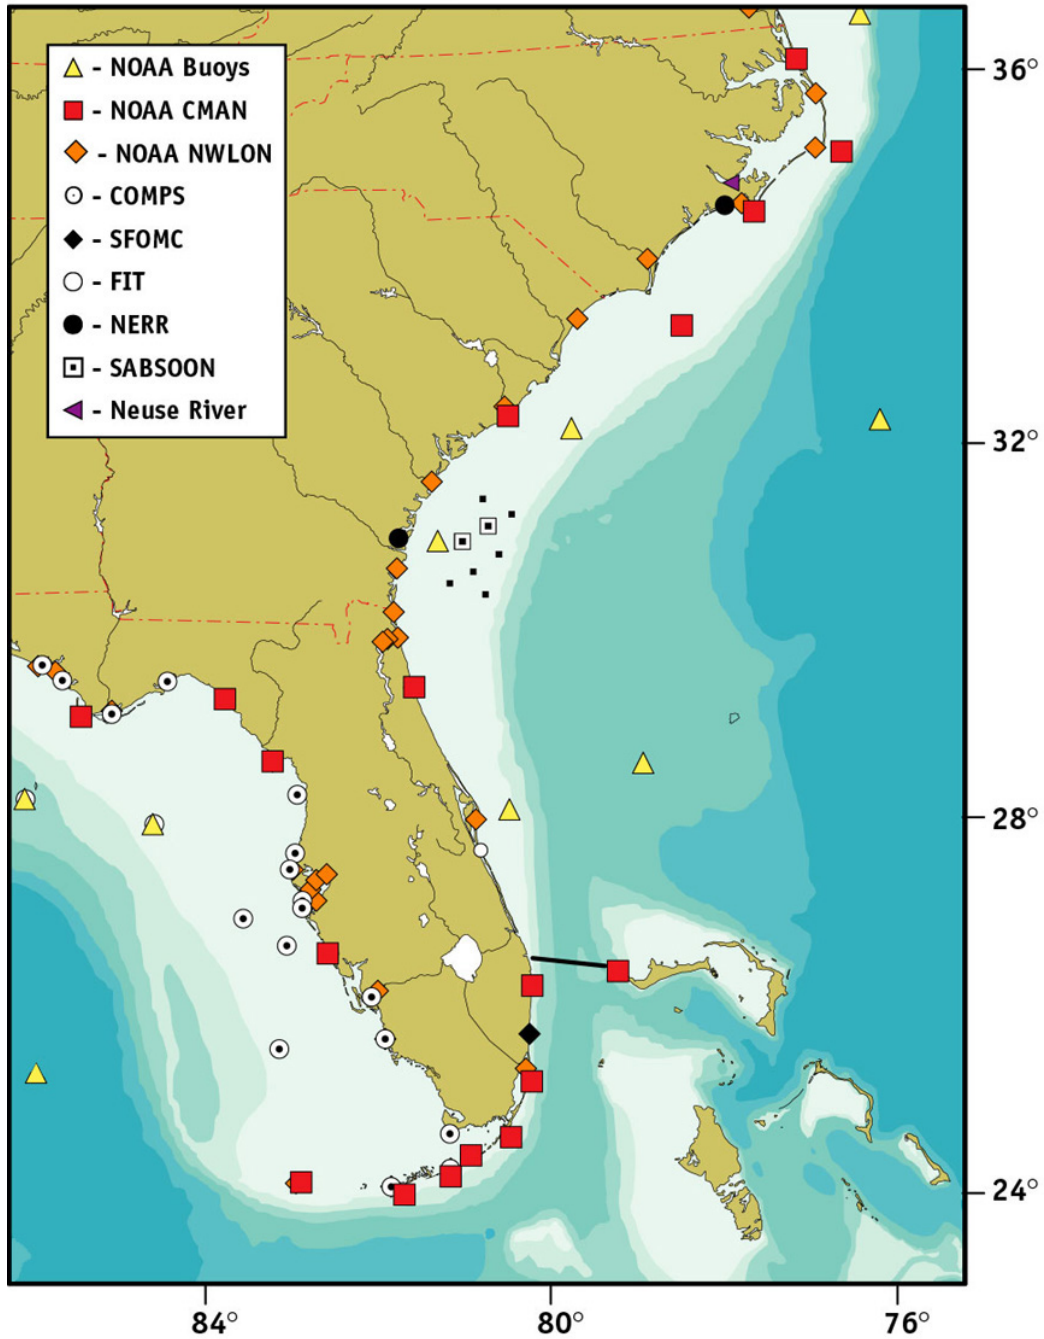 - NOAA Buoys
- NOAA CMAN
- NOAA NWLON
- COMPS
- SFOMC
- FIT
- NERR
- SABSOON
- Neuse River
36°
32°
28°
24°
84°
80°
76°